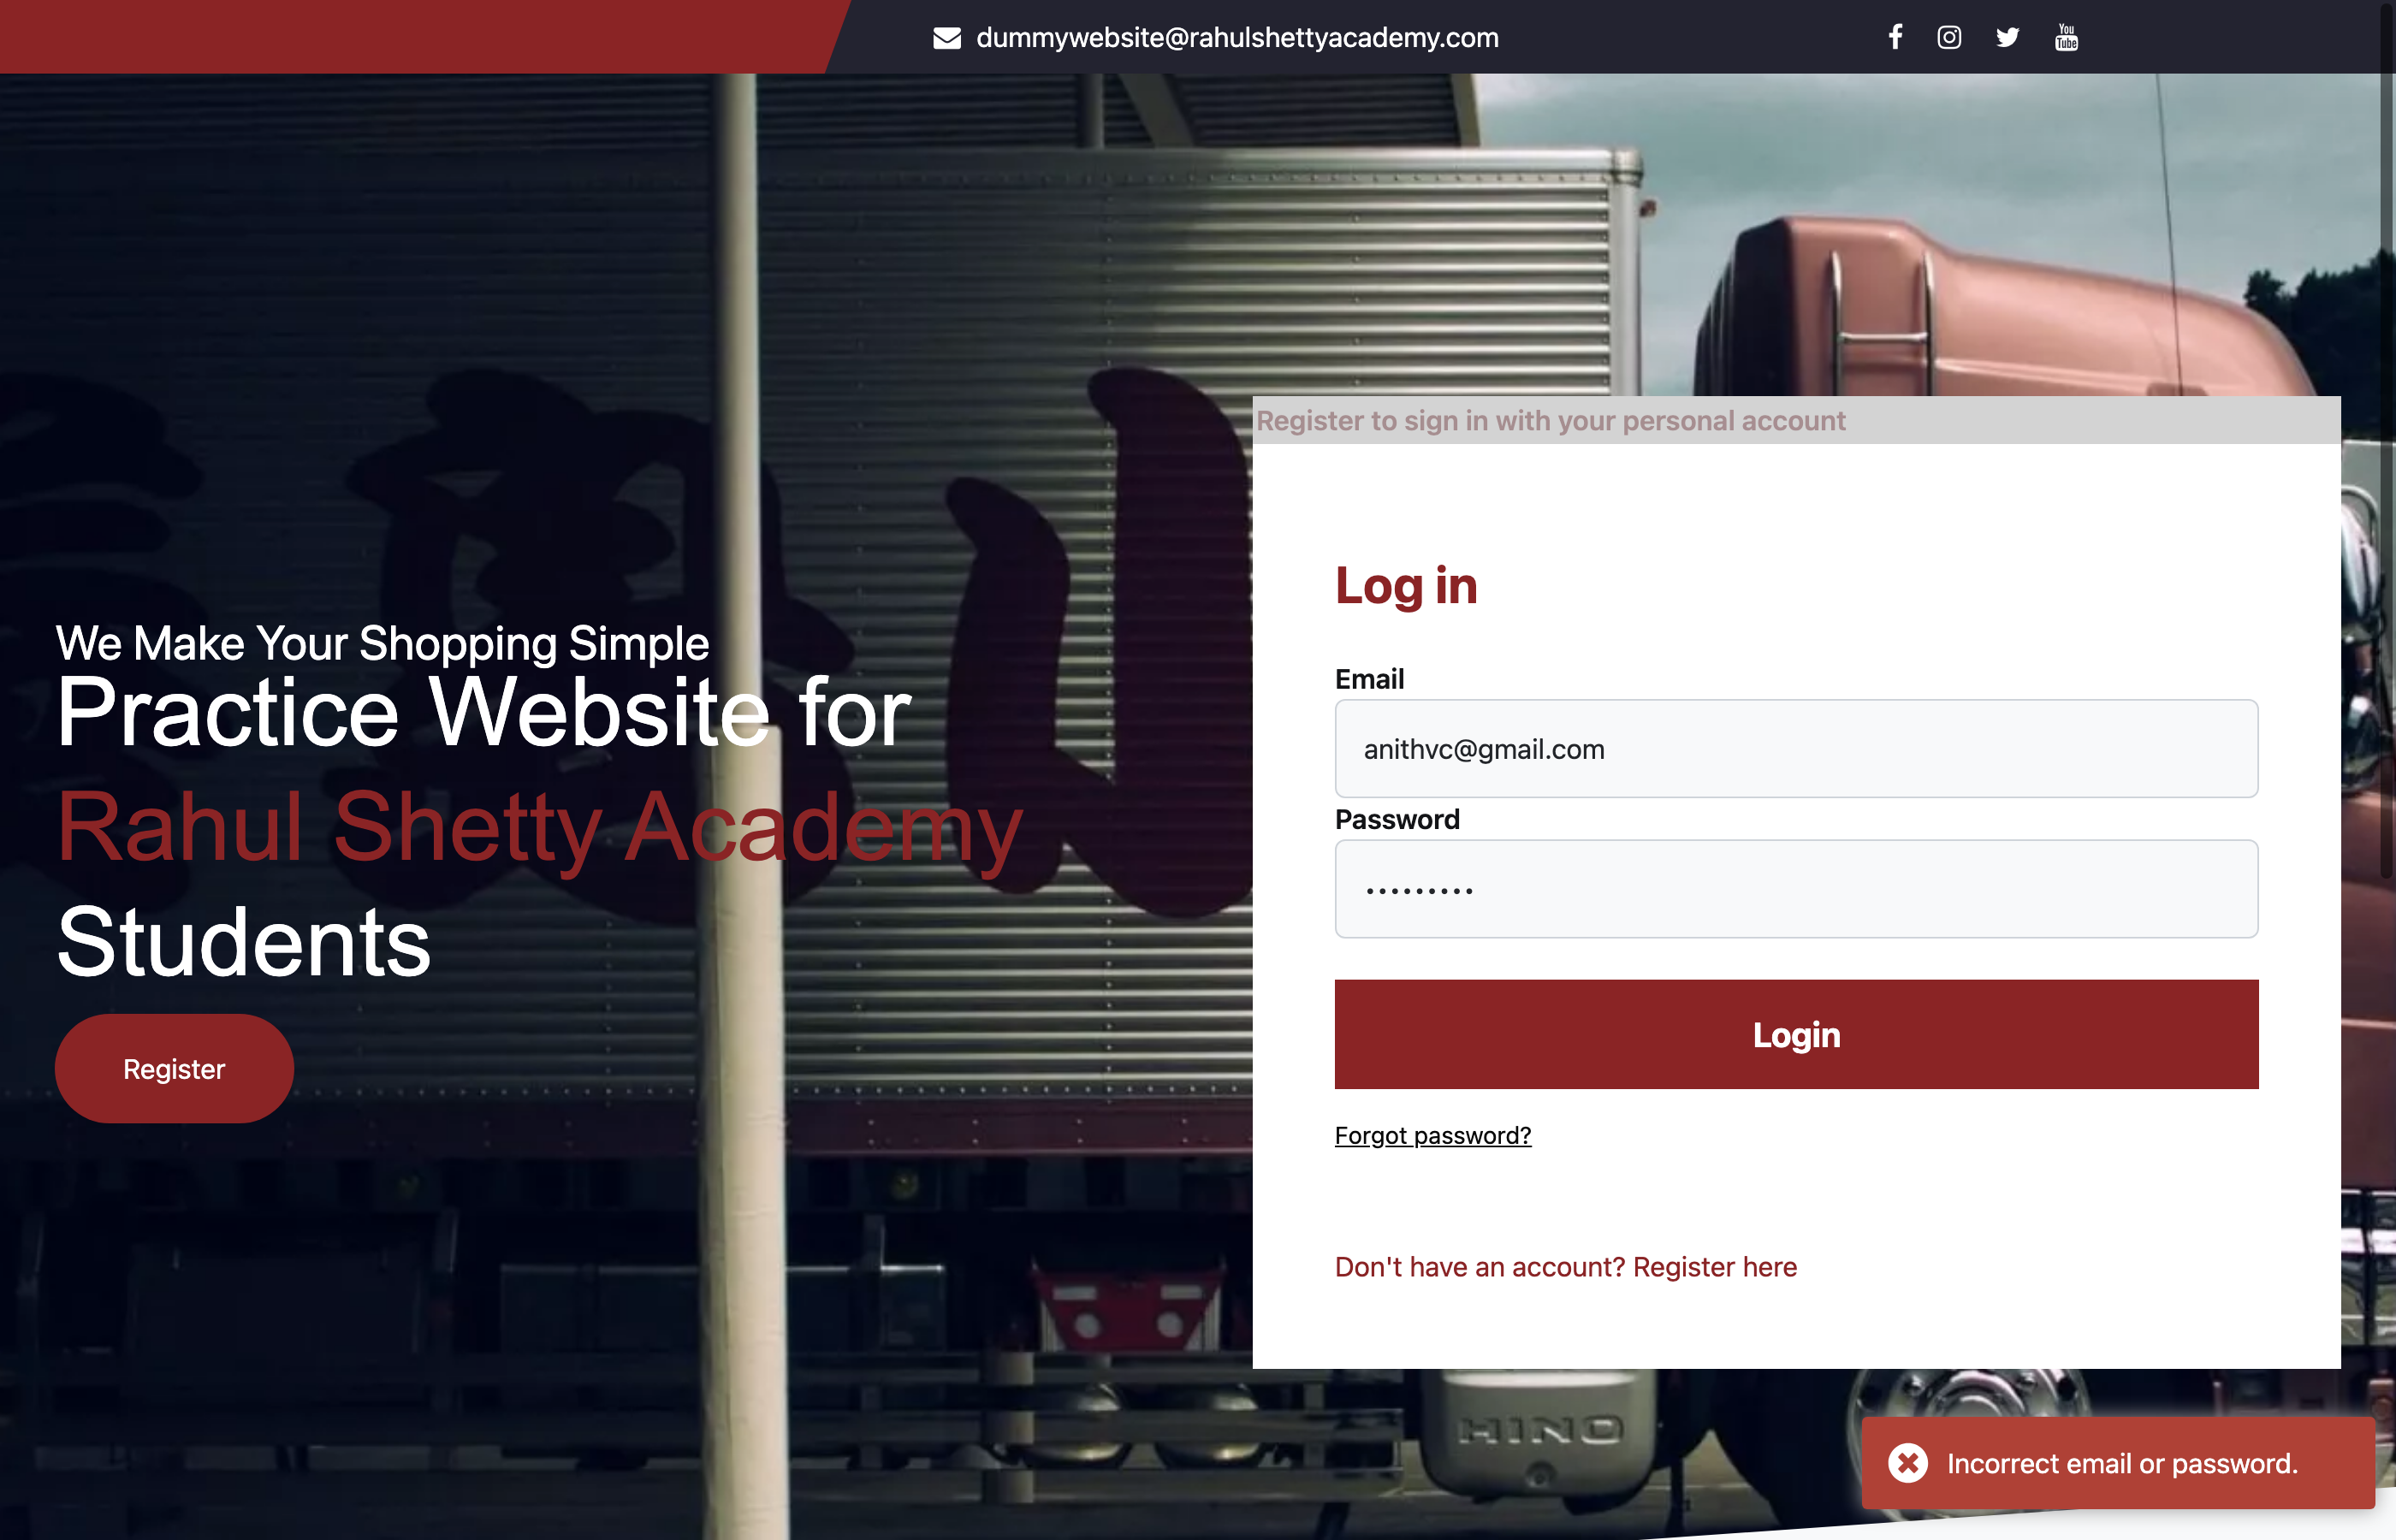 dummywebsite@rahulshettyacademy.com
You
Tube
Register to sign in with your personal account
We Make Your Shopping Simple
Practice Website for
Rahul Shetty Academy
Students
Register
Log in
Email
anithvc@gmail.com
Password
•••••••••
Login
Forgot password?
Don't have an account? Register here
HINO
Incorrect email or password.